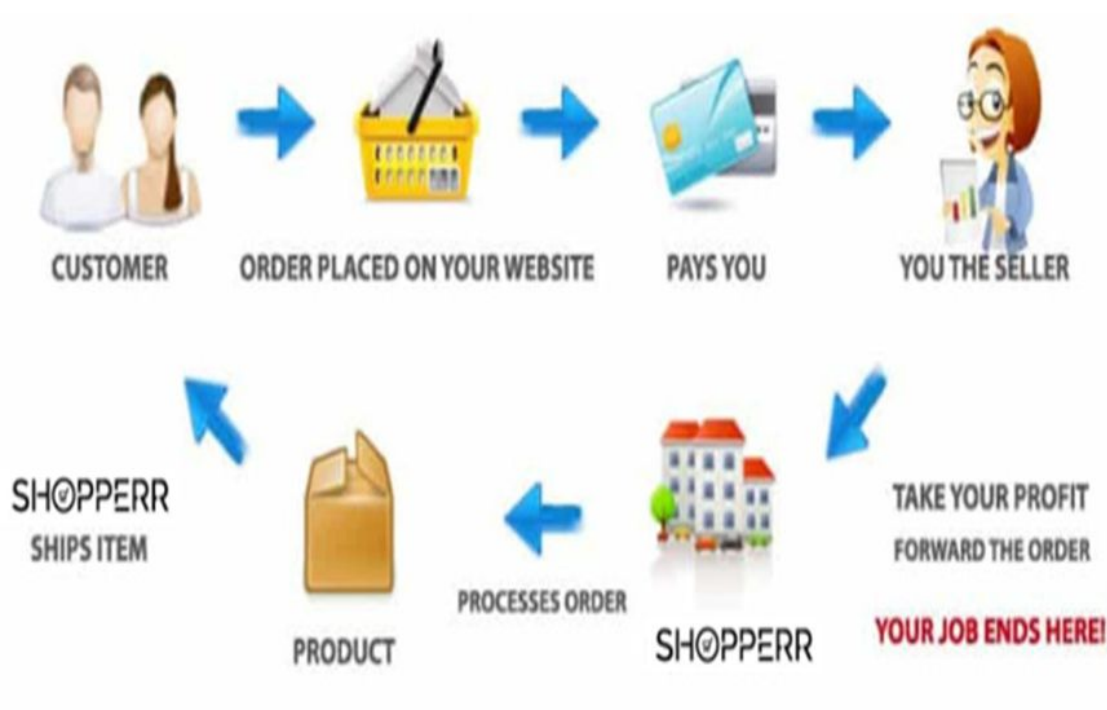 CUSTOMER
ORDER PLACED ON YOUR WEBSITE
PAYS YOU
YOU THE SELLER
TAKE YOUR PROFIT
FORWARD THE ORDER
YOUR JOB ENDS HERE!
SHOPPERR
PROCESSES ORDER
PRODUCT
SHOPPERR
SHIPS ITEM